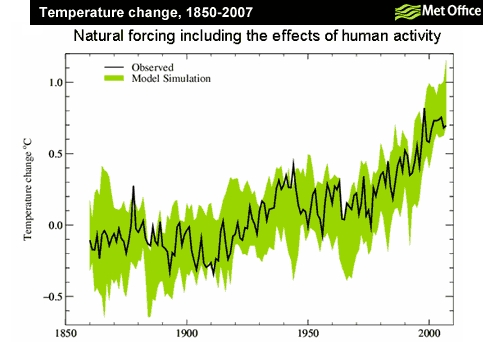 Temperature change, 1850-2007
Met Office
Natural forcing including the effects of human activity
Observed
Model Simulation
Temperature change °C
1.0
0.5
0.0
−0.5
1850
1900
1950
2000